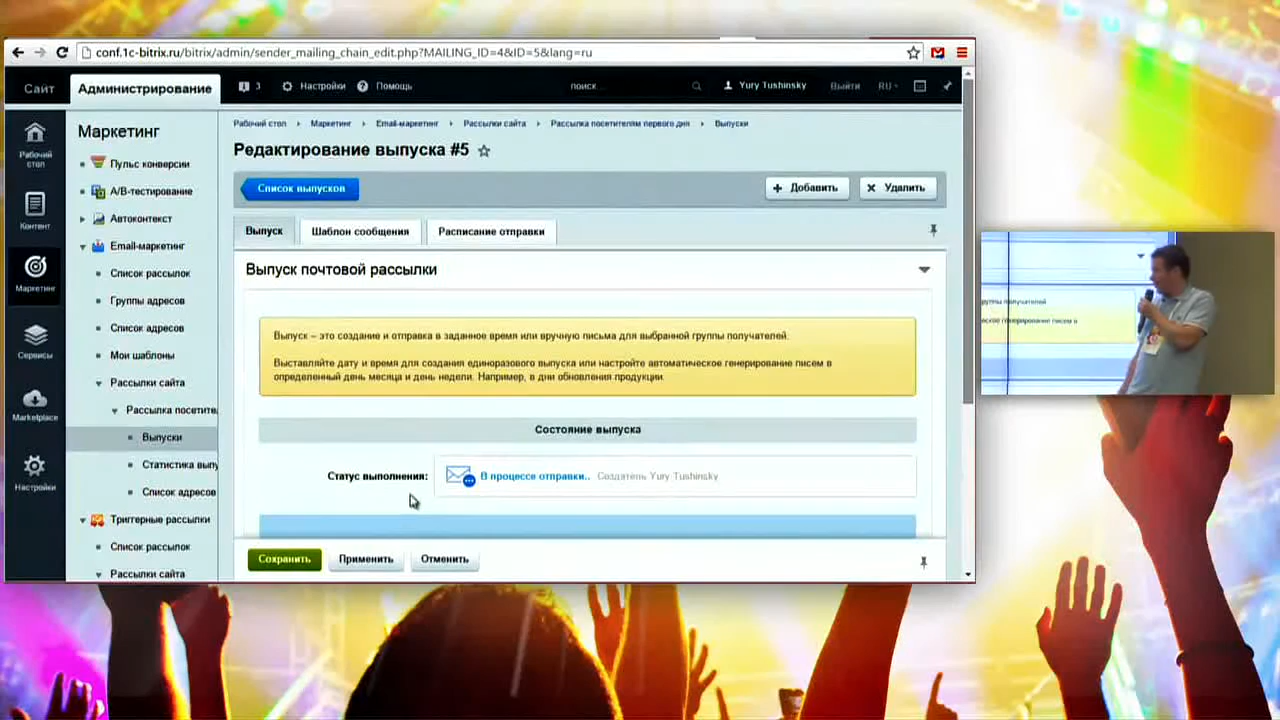 conf.1c-bitrix.ru/bitrix/admin/sender_mailing_chain_edit.php?MAILING_ID=4&ID=5&lang=ru
Сайт
Администрирование
3
Настройки
Помощь
поиск...
Yury Tushinsky
Выйти
RU
Рабочий стол
Контент
Маркетинг
Сервисы
Marketplace
Настройки
Маркетинг
Пульс конверсии
A/B-тестирование
Автоконтекст
Email-маркетинг
Список рассылок
Группы адресов
Список адресов
Мои шаблоны
Рассылки сайта
Рассылка посетите
Выпуски
Статистика выпу
Список адресов
Триггерные рассылки
Список рассылок
Рассылки сайта
Рабочий стол
Маркетинг
Email-маркетинг
Рассылки сайта
Рассылка посетителям первого дня
Выпуски
Редактирование выпуска #5
Список выпусков
Добавить
Удалить
Выпуск
Шаблон сообщения
Расписание отправки
Выпуск почтовой рассылки
Выпуск – это создание и отправка в заданное время или вручную письма для выбранной группы получателей.
Выставляйте дату и время для создания единоразового выпуска или настройте автоматическое генерирование писем в
определенный день месяца и день недели. Например, в дни обновления продукции.
Состояние выпуска
Статус выполнения:
В процессе отправки..
Создатель Yury Tushinsky
Сохранить
Применить
Отменить
группы получателей
еское генерирование писем в